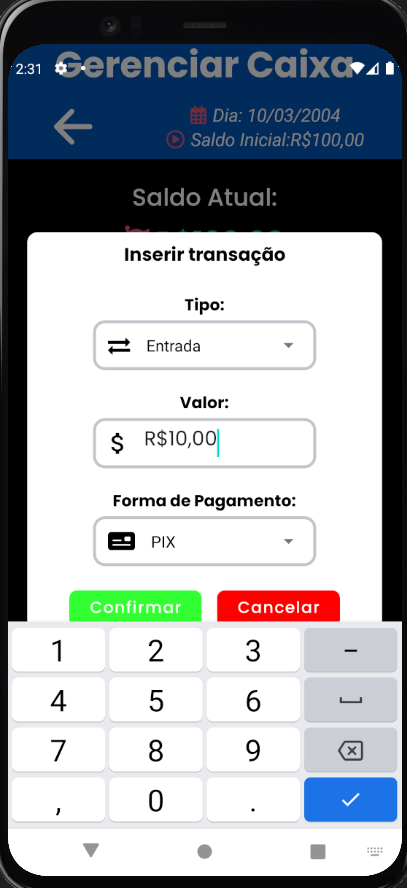 Gerenciar Caixa
2:31
Dia: 10/03/2004
Saldo Inicial:R$100,00
Saldo Atual:
Inserir transação
Tipo:
Entrada
Valor:
$ R$10,00
Forma de Pagamento:
PIX
Confirmar Cancelar
1 2 3 -
4 5 6
7 8 9
, 0 .